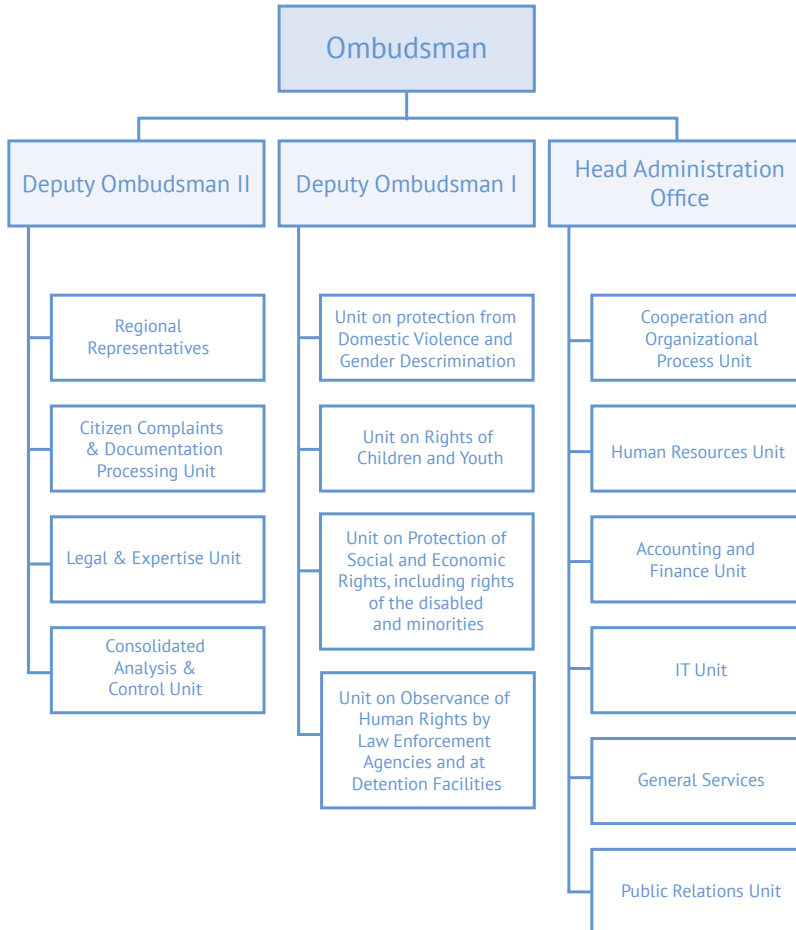 Ombudsman
Deputy Ombudsman II
Regional
Representatives
Citizen Complaints
& Documentation
Processing Unit
Legal & Expertise Unit
Consolidated
Analysis &
Control Unit
Deputy Ombudsman I
Unit on protection from
Domestic Violence and
Gender Descrimination
Unit on Rights of
Children and Youth
Unit on Protection of
Social and Economic
Rights, including rights
of the disabled
and minorities
Unit on Observance of
Human Rights by
Law Enforcement
Agencies and at
Detention Facilities
Head Administration
Office
Cooperation and
Organizational
Process Unit
Human Resources Unit
Accounting and
Finance Unit
IT Unit
General Services
Public Relations Unit